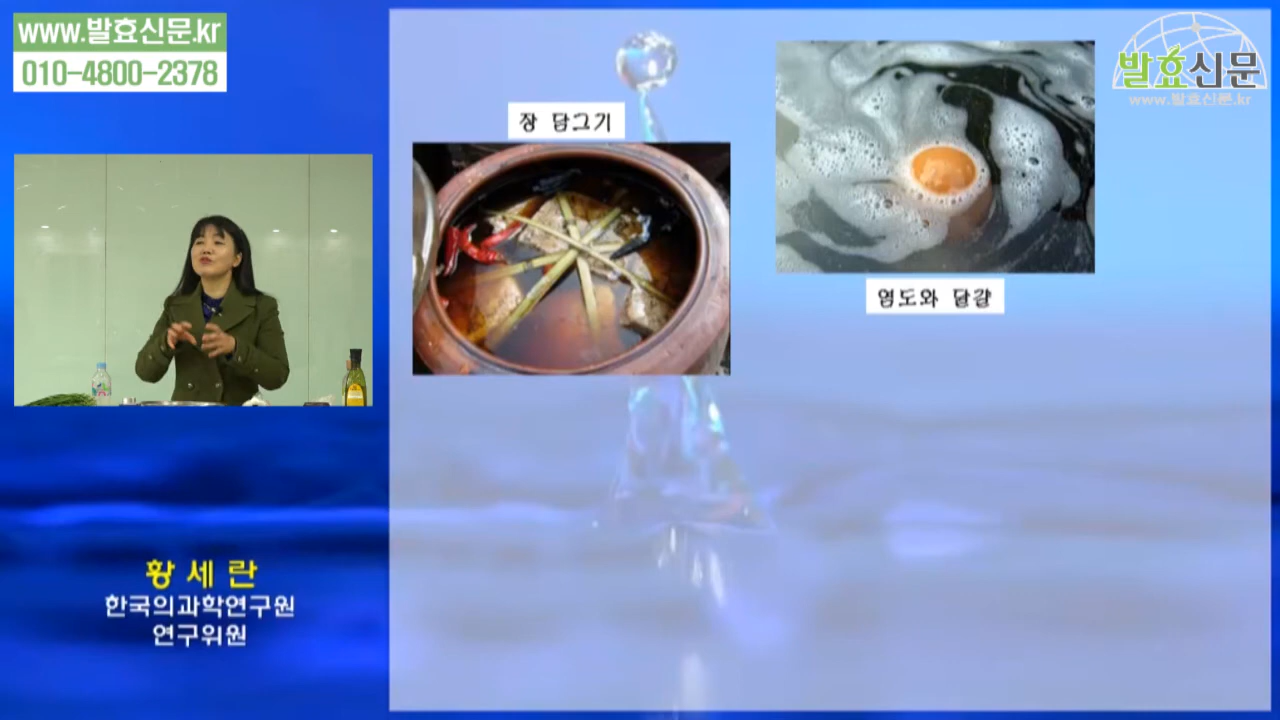 www.발효신문.kr
010-4800-2378
발효신문
www.발효신문.kr
장 담그기
염도와 달걀
황세란
한국의과학연구원
연구위원